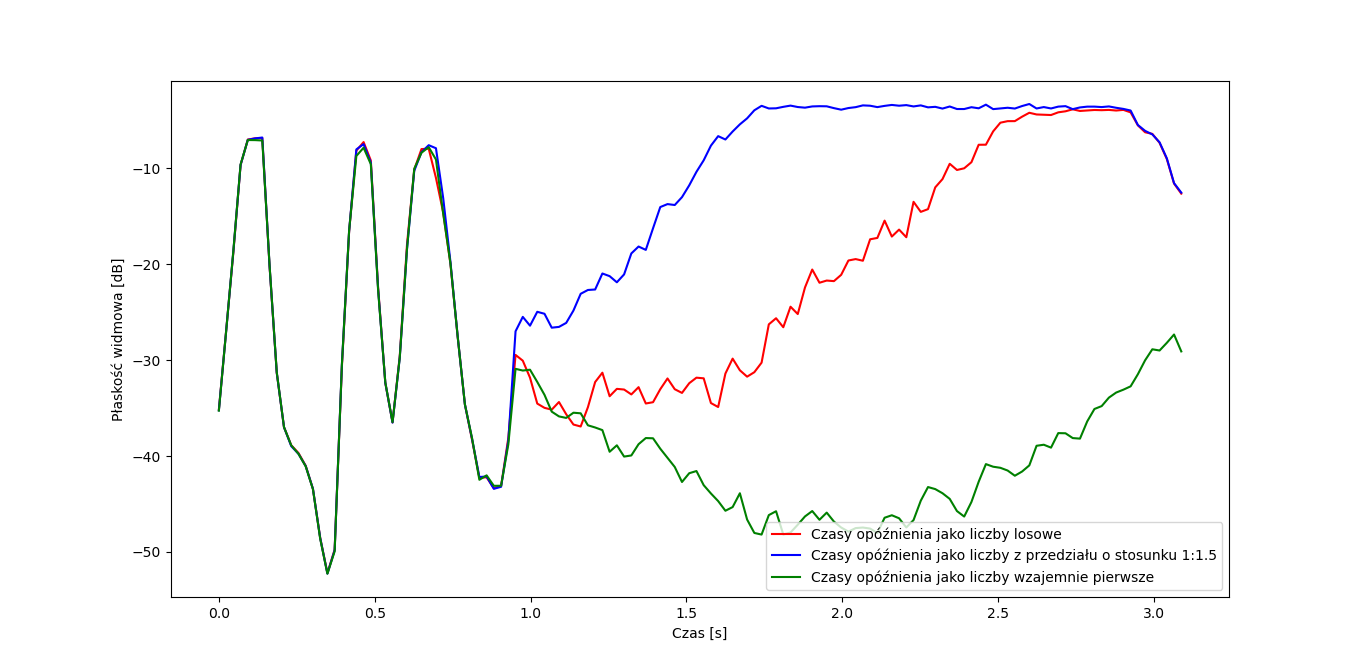 −10
−20
−30
−40
−50
Płaskość widmowa [dB]
0.0 0.5 1.0 1.5 2.0 2.5 3.0
Czas [s]
Czasy opóźnienia jako liczby losowe
Czasy opóźnienia jako liczby z przedziału o stosunku 1:1.5
Czasy opóźnienia jako liczby wzajemnie pierwsze